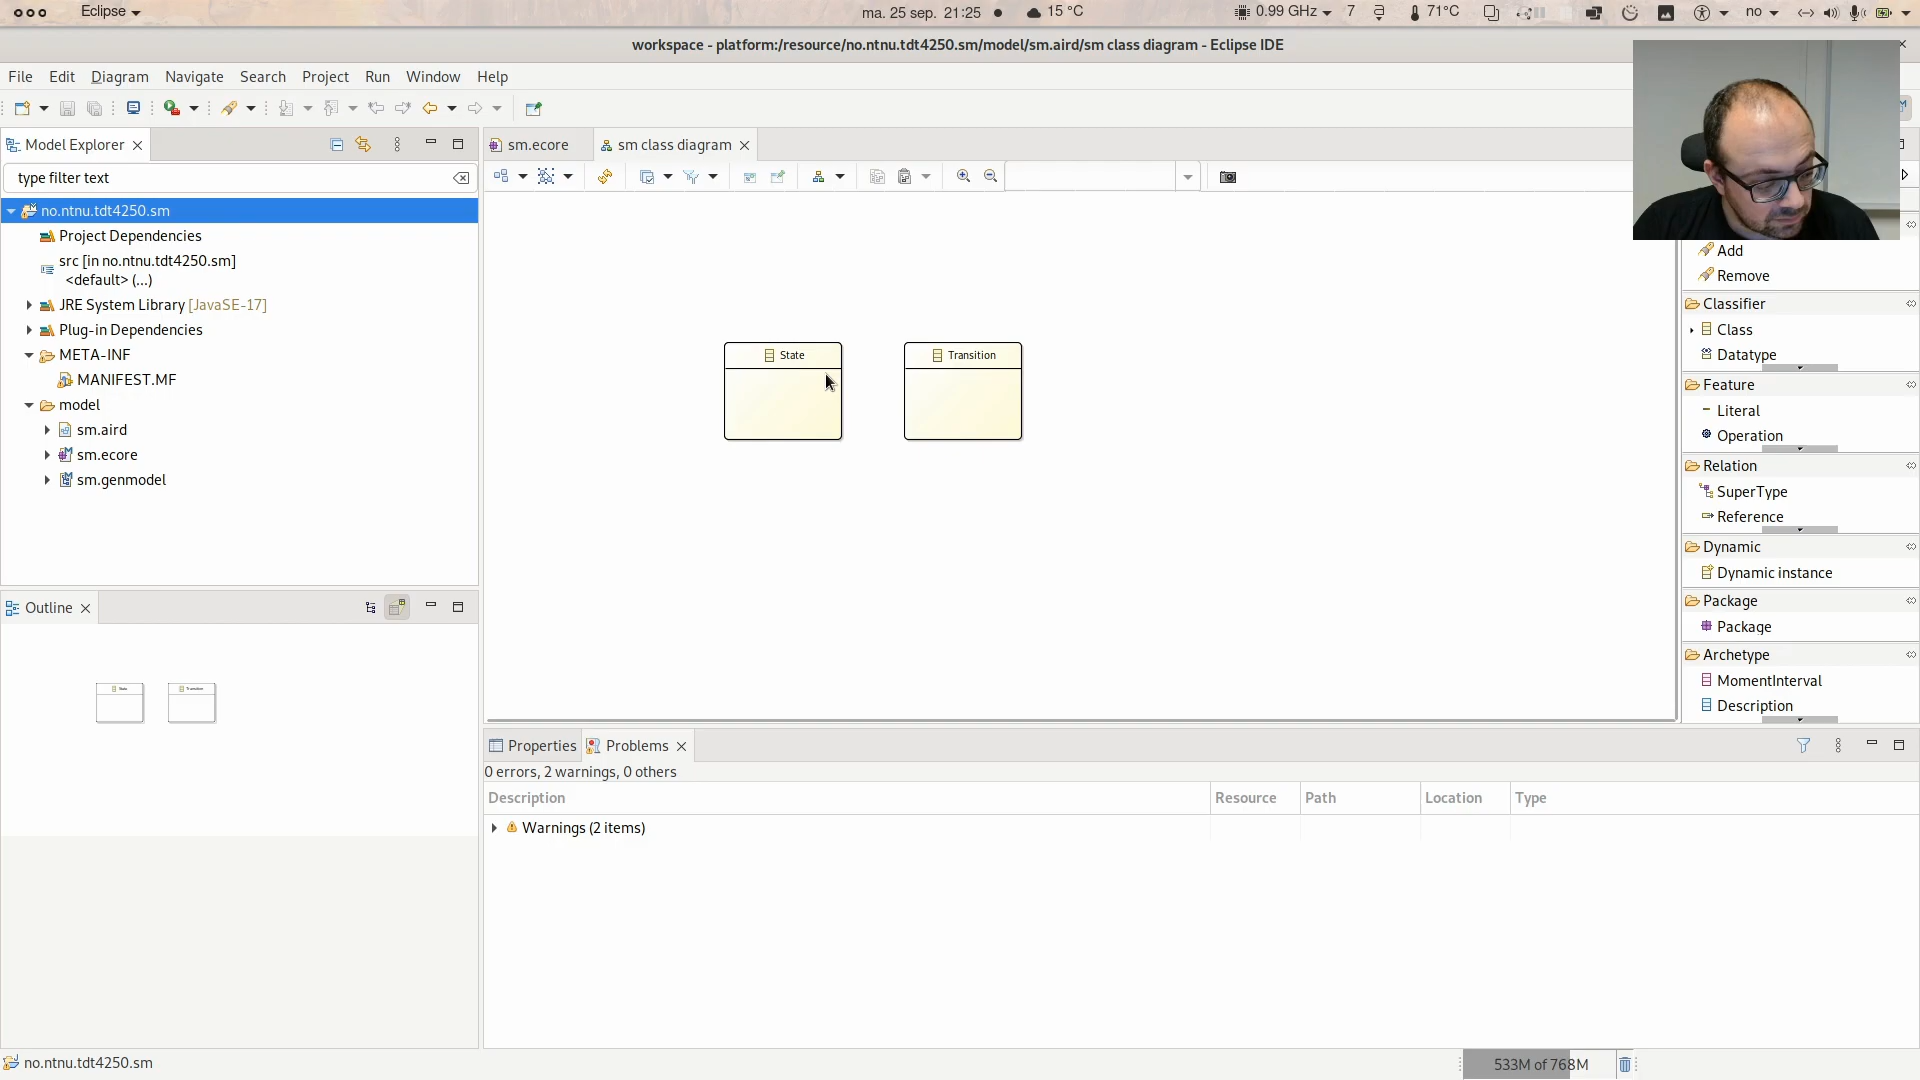 Eclipse
ma. 25 sep. 21:25
15 °C
0.99 GHz
7
71°C
no
workspace - platform:/resource/no.ntnu.tdt4250.sm/model/sm.aird/sm class diagram - Eclipse IDE
File Edit Diagram Navigate Search Project Run Window Help
Model Explorer
sm.ecore
sm class diagram
type filter text
no.ntnu.tdt4250.sm
Project Dependencies
src [in no.ntnu.tdt4250.sm]
<default> (...)
JRE System Library [JavaSE-17]
Plug-in Dependencies
META-INF
MANIFEST.MF
model
sm.aird
sm.ecore
sm.genmodel
State
Transition
Add
Remove
Classifier
Class
Datatype
Feature
Literal
Operation
Relation
SuperType
Reference
Dynamic
Dynamic instance
Package
Package
Archetype
MomentInterval
Description
Outline
State
Transition
Properties
Problems
0 errors, 2 warnings, 0 others
Description
Resource
Path
Location
Type
Warnings (2 items)
no.ntnu.tdt4250.sm
533M of 768M